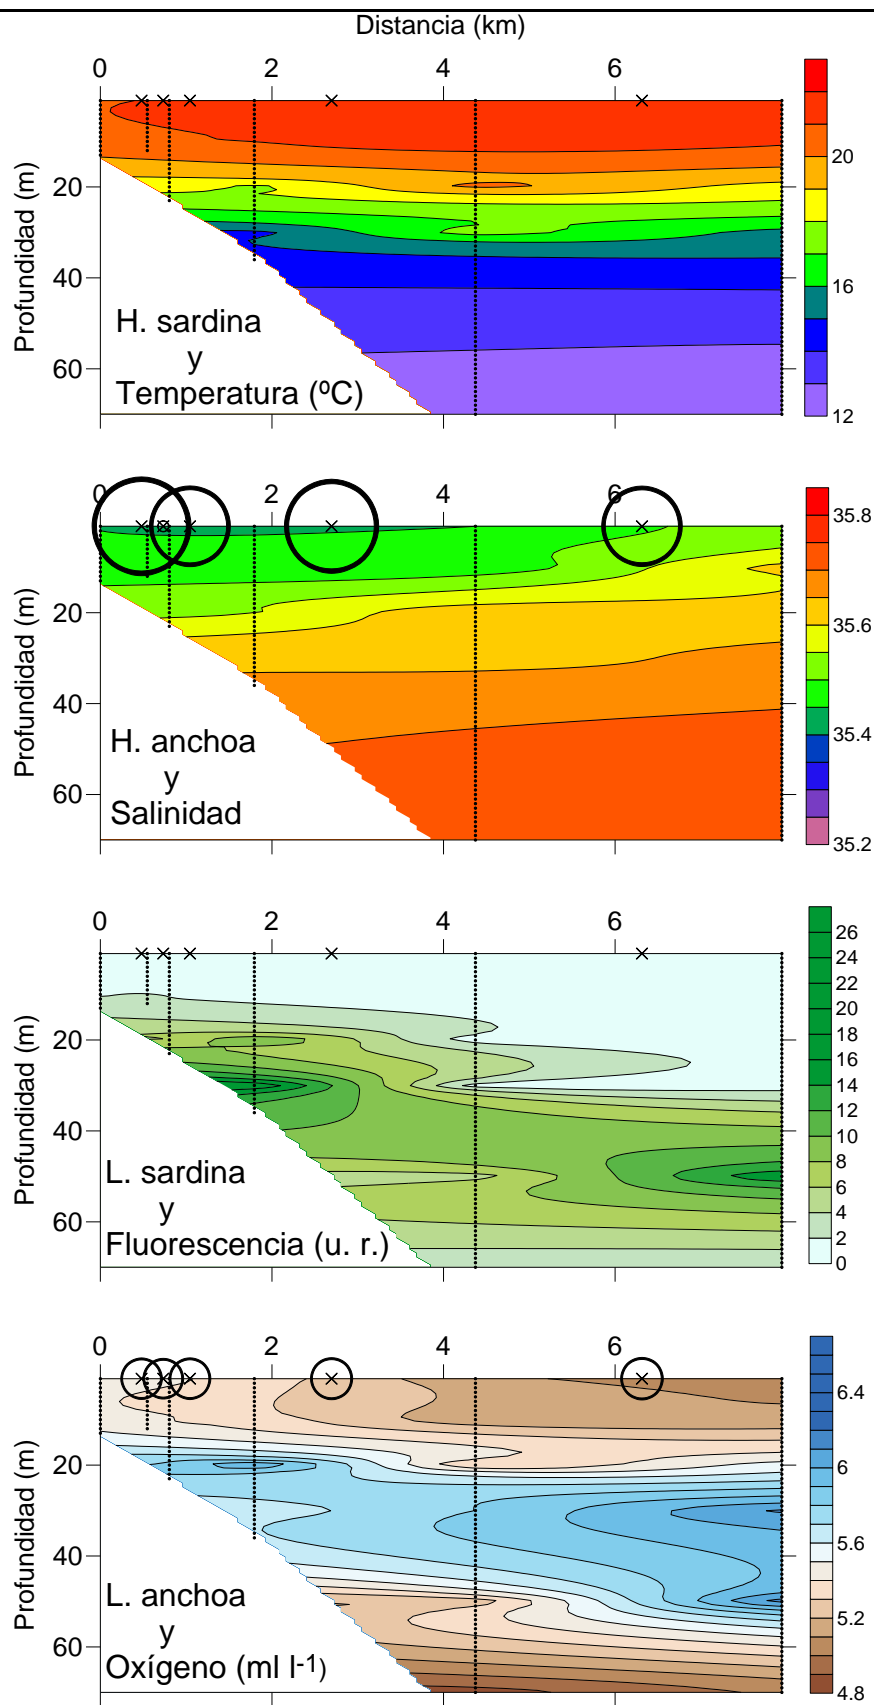 Distancia (km)
0 2 4 6
Profundidad (m)
20
40
60
H. sardina
y
Temperatura (ºC)
20
16
12
0 2 4 6
Profundidad (m)
20
40
60
H. anchoa
y
Salinidad
35.8
35.6
35.4
35.2
0 2 4 6
Profundidad (m)
20
40
60
L. sardina
y
Fluorescencia (u. r.)
26
24
22
20
18
16
14
12
10
8
6
4
2
0
0 2 4 6
Profundidad (m)
20
40
60
L. anchoa
y
Oxígeno (ml l-1)
6.4
6
5.6
5.2
4.8